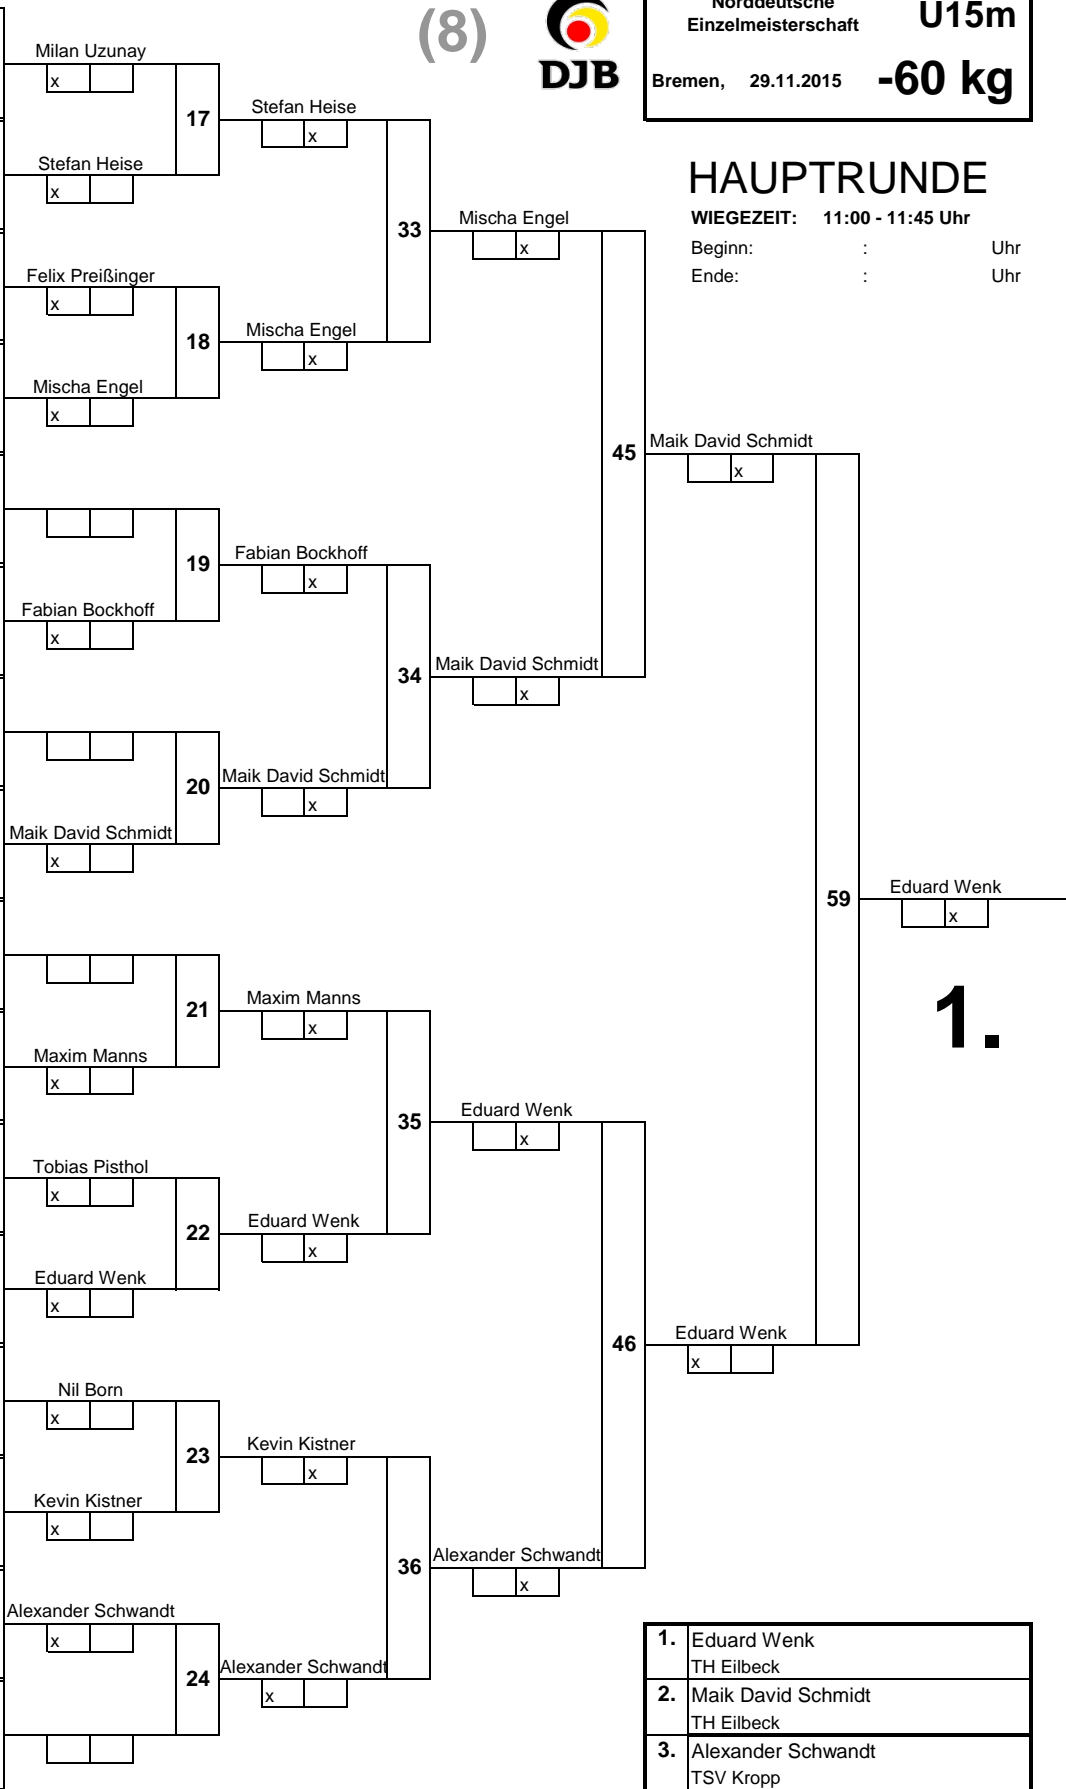 (8)
DJB
Norddeutsche
Einzelmeisterschaft
U15m
Bremen, 29.11.2015
-60 kg
HAUPTRUNDE
WIEGEZEIT: 11:00 - 11:45 Uhr
Beginn: : Uhr
Ende: : Uhr
Milan Uzunay
x
17
Stefan Heise
x
Felix Preißinger
x
18
Mischa Engel
x
19
Fabian Bockhoff
x
20
Maik David Schmidt
x
21
Maxim Manns
x
Tobias Pisthol
x
22
Eduard Wenk
x
Nil Born
x
23
Kevin Kistner
x
Alexander Schwandt
x
24
Stefan Heise
x
33
Mischa Engel
x
Fabian Bockhoff
x
34
Maik David Schmidt
x
Maxim Manns
x
35
Eduard Wenk
x
Kevin Kistner
x
36
Alexander Schwandt
x
Mischa Engel
x
45
Maik David Schmidt
x
Eduard Wenk
x
46
Alexander Schwandt
x
Maik David Schmidt
x
59
Eduard Wenk
x
Eduard Wenk
x
1.
1. Eduard Wenk
TH Eilbeck
2. Maik David Schmidt
TH Eilbeck
3. Alexander Schwandt
TSV Kropp